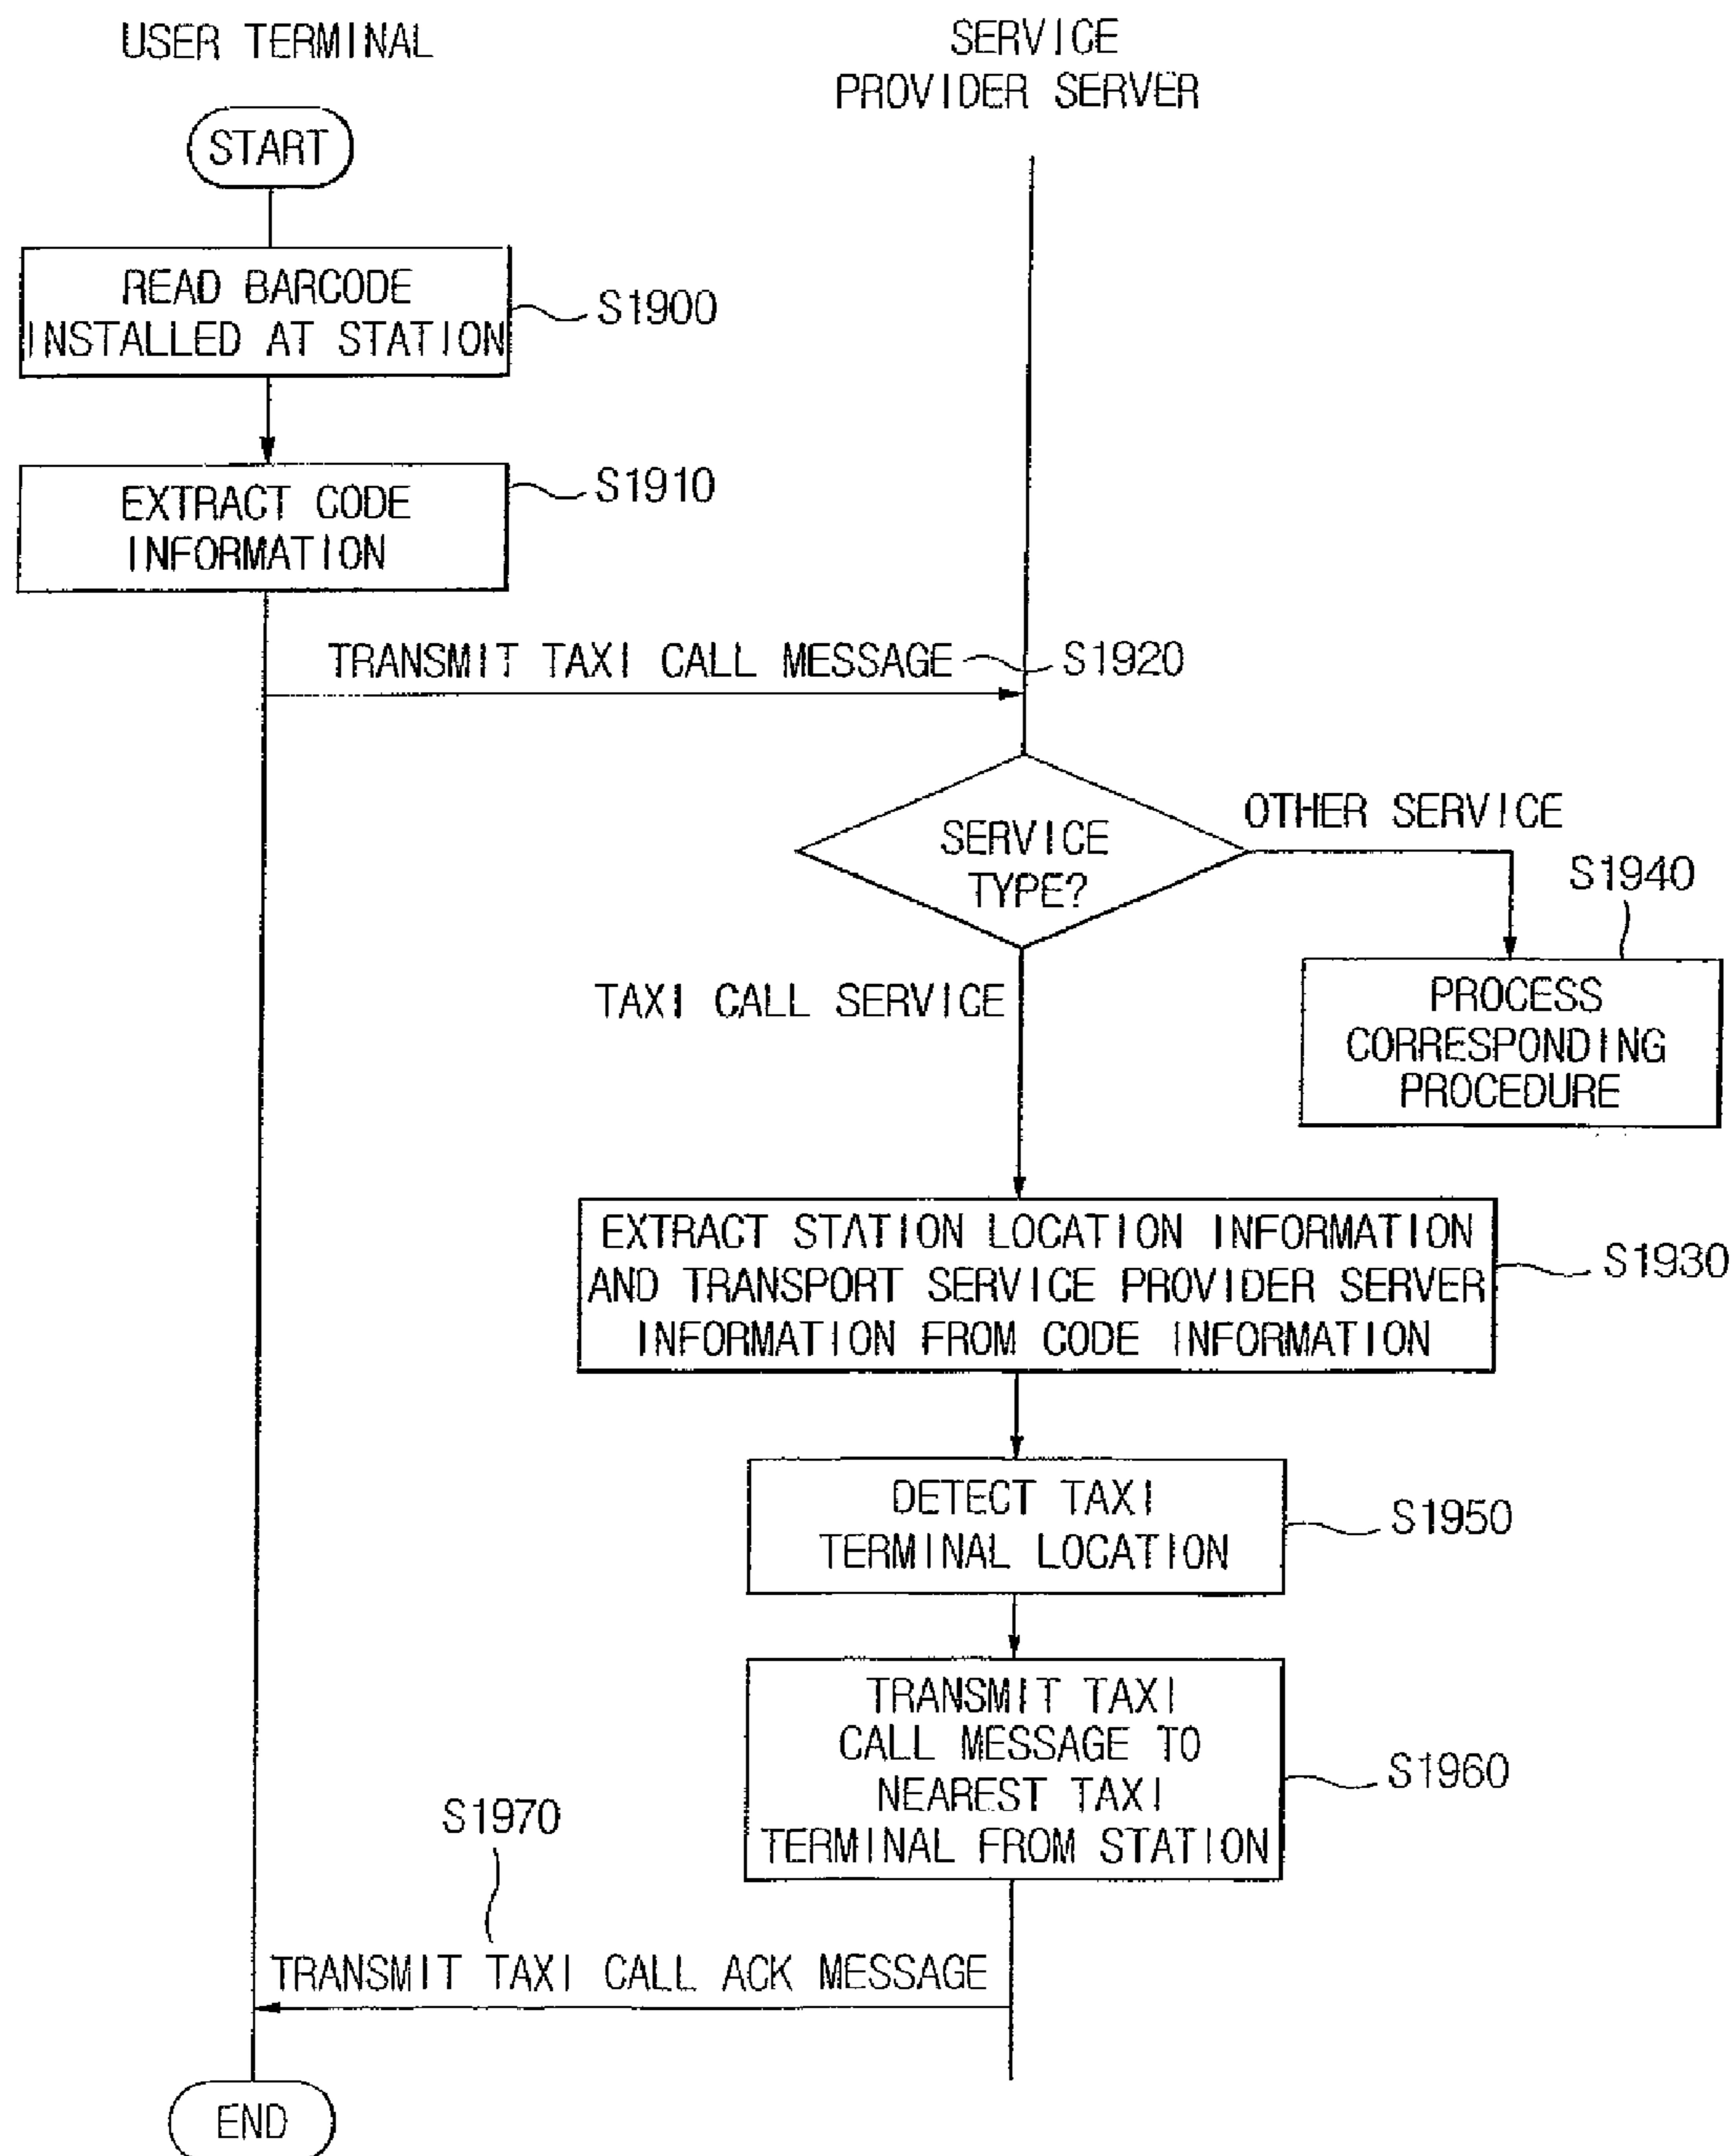 USER TERMINAL
SERVICE
PROVIDER SERVER
START
READ BARCODE
INSTALLED AT STATION
S1900
EXTRACT CODE
INFORMATION
S1910
TRANSMIT TAXI CALL MESSAGE
S1920
SERVICE
TYPE?
OTHER SERVICE
S1940
PROCESS
CORRESPONDING
PROCEDURE
TAXI CALL SERVICE
EXTRACT STATION LOCATION INFORMATION
AND TRANSPORT SERVICE PROVIDER SERVER
INFORMATION FROM CODE INFORMATION
S1930
DETECT TAXI
TERMINAL LOCATION
S1950
TRANSMIT TAXI
CALL MESSAGE TO
NEAREST TAXI
TERMINAL FROM STATION
S1960
S1970
TRANSMIT TAXI CALL ACK MESSAGE
END